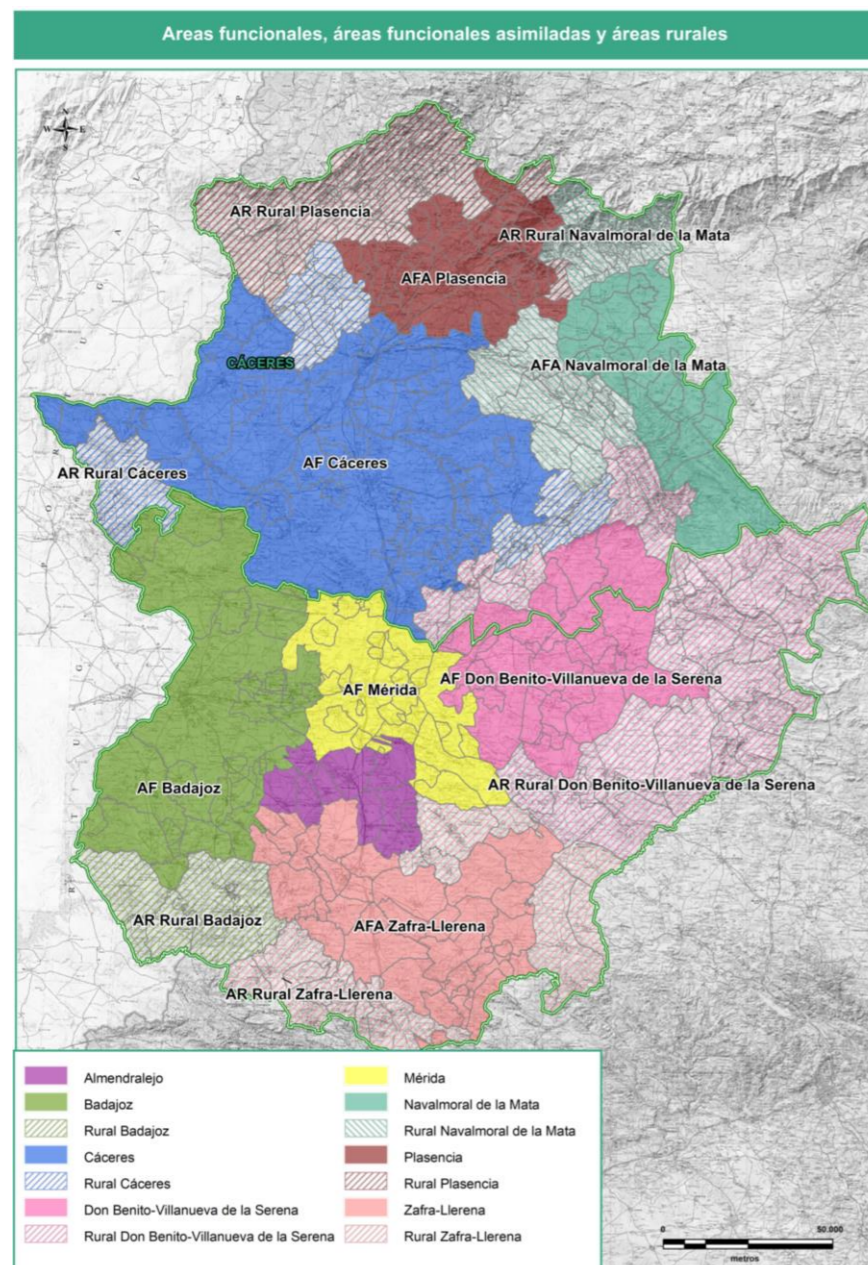 Areas funcionales, áreas funcionales asimiladas y áreas rurales
N
W E
S
AR Rural Plasencia
AR Rural Navalmoral de la Mata
AFA Plasencia
CÁCERES
AFA Navalmoral de la Mata
AF Cáceres
AR Rural Cáceres
AF Don Benito-Villanueva de la Serena
AF Mérida
AF Badajoz
AR Rural Don Benito-Villanueva de la Serena
AR Rural Badajoz
AFA Zafra-Llerena
AR Rural Zafra-Llerena
Almendralejo
Badajoz
Rural Badajoz
Cáceres
Rural Cáceres
Don Benito-Villanueva de la Serena
Rural Don Benito-Villanueva de la Serena
Mérida
Navalmoral de la Mata
Rural Navalmoral de la Mata
Plasencia
Rural Plasencia
Zafra-Llerena
Rural Zafra-Llerena
0 50.000
metros